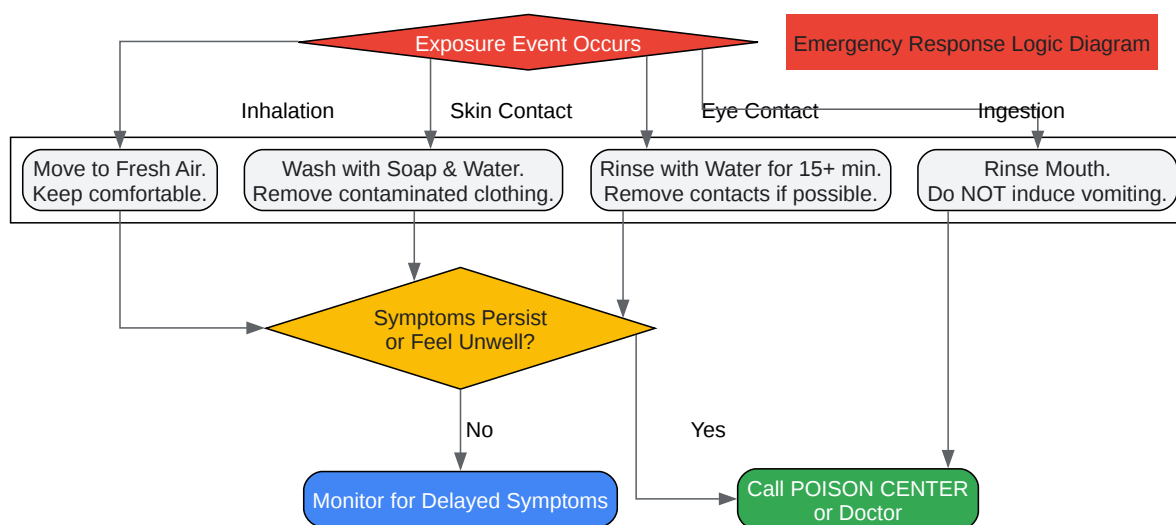 Exposure Event Occurs
Emergency Response Logic Diagram
Inhalation
Skin Contact
Eye Contact
Ingestion
Move to Fresh Air.
Keep comfortable.
Wash with Soap & Water.
Remove contaminated clothing.
Rinse with Water for 15+ min.
Remove contacts if possible.
Rinse Mouth.
Do NOT induce vomiting.
Symptoms Persist
or Feel Unwell?
No
Yes
Monitor for Delayed Symptoms
Call POISON CENTER
or Doctor